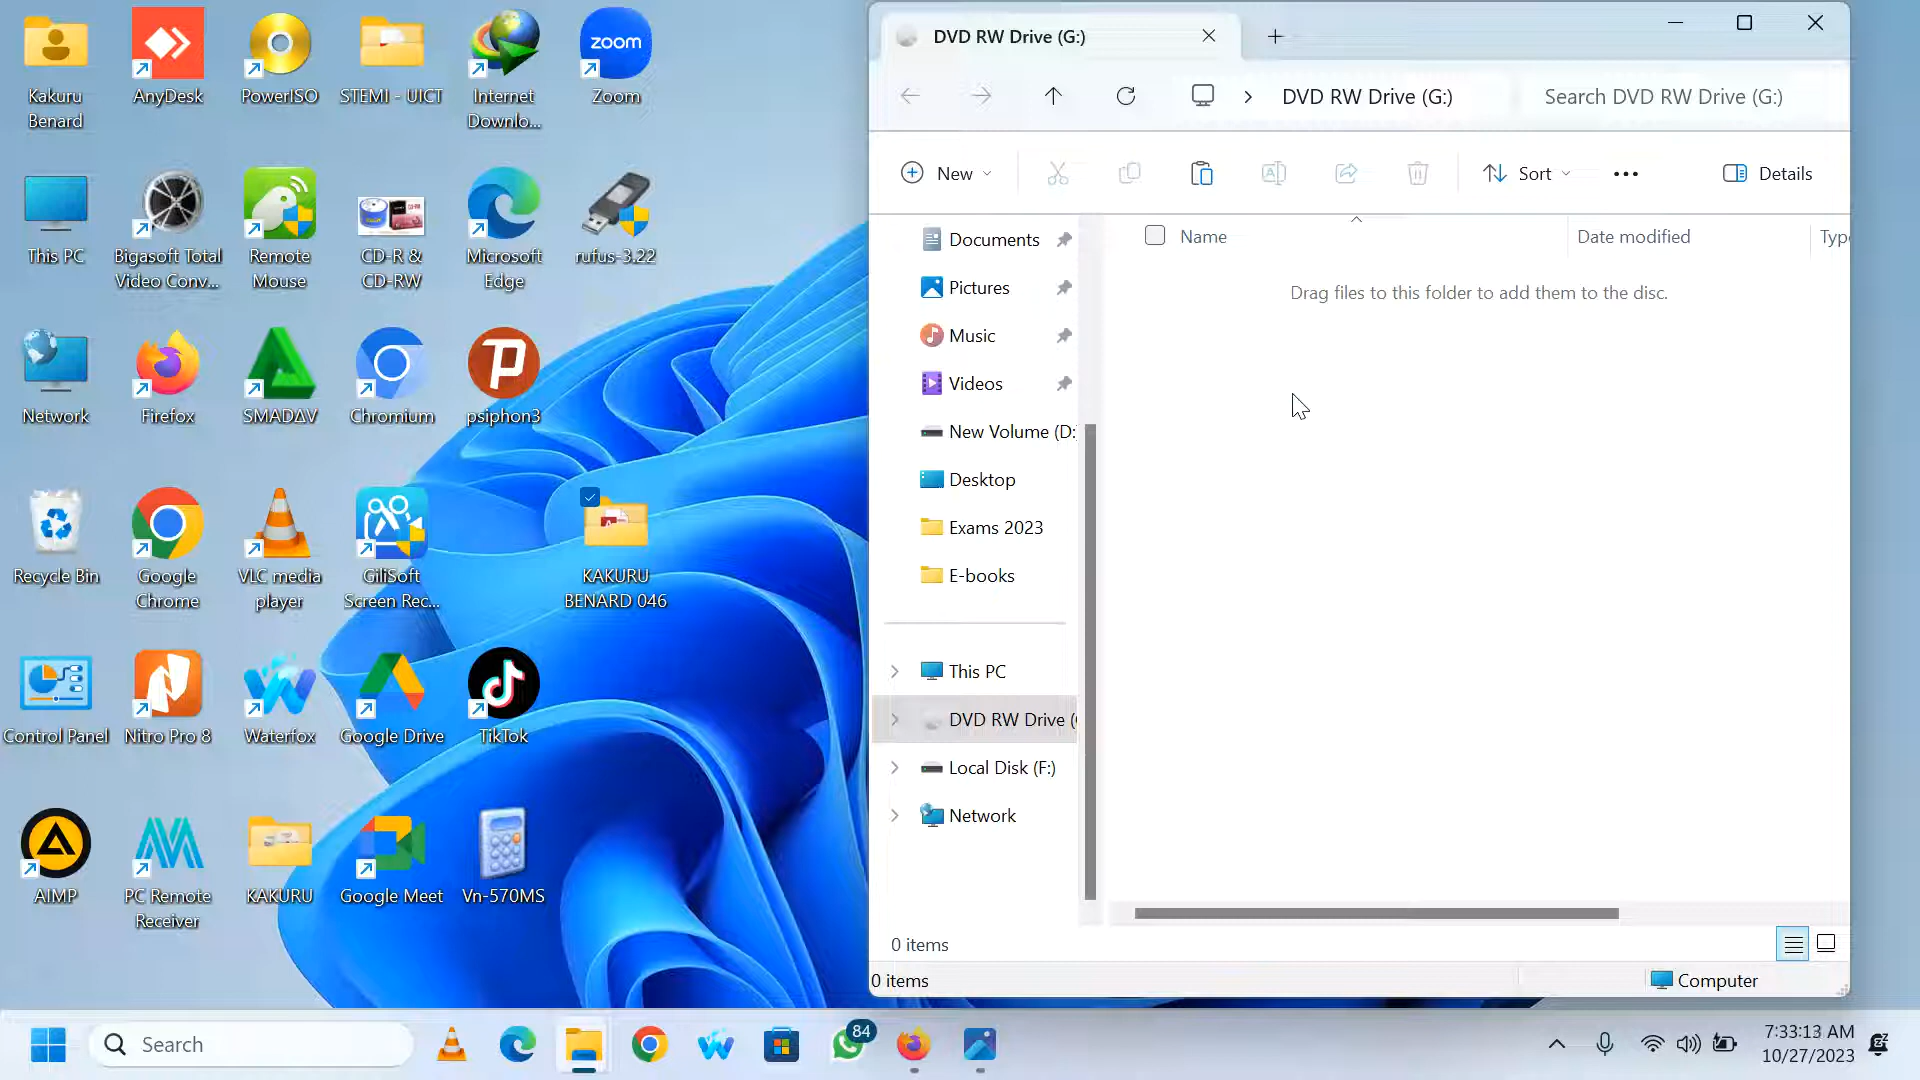 Kakuru
Benard
AnyDesk
PowerISO
STEMI - UICT
Internet
Downlo...
zoom
Zoom
This PC
Bigasoft Total
Video Conv...
Remote
Mouse
CD-R &
CD-RW
Microsoft
Edge
rufus-3.22
Network
Firefox
SMADΔV
Chromium
psiphon3
Recycle Bin
Google
Chrome
VLC media
player
GiliSoft
Screen Rec...
KAKURU
BENARD 046
Control Panel
Nitro Pro 8
Waterfox
Google Drive
TikTok
AIMP
PC Remote
Receiver
KAKURU
Google Meet
Vn-570MS
DVD RW Drive (G:)
DVD RW Drive (G:)
Search DVD RW Drive (G:)
New
Sort
Details
Documents
Pictures
Music
Videos
New Volume (D:
Desktop
Exams 2023
E-books
This PC
DVD RW Drive (
Local Disk (F:)
Network
Name
Date modified
Typ
Drag files to this folder to add them to the disc.
0 items
0 items
Computer
Search
84
7:33:13 AM
10/27/2023